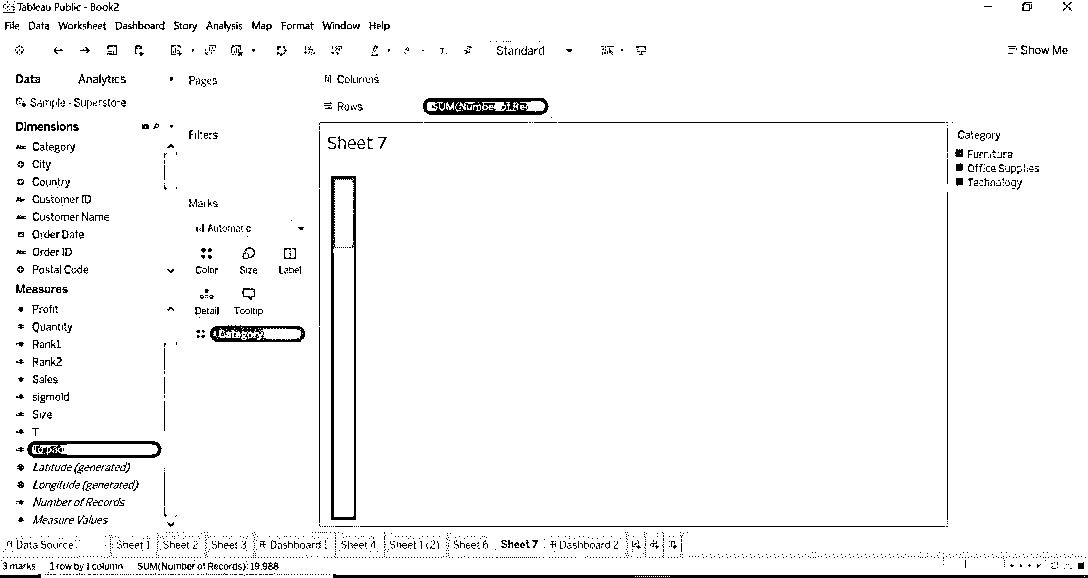 Tableau Public - Book2
File Data Worksheet Dashboard Story Analysis Map Format Window Help
Standard
Show Me
Data Analytics
Pages
Columns
Sample - Superstore
Rows
SUM(Number of Re
Dimensions
Filters
Sheet 7
Category
Category
City
Country
Customer ID
Customer Name
Order Date
Order ID
Postal Code
Furniture
Office Supplies
Technology
Marks
Automatic
Color Size Label
Detail Tooltip
Category
Measures
Profit
Quantity
Rank1
Rank2
Sales
sigmoid
Size
T
Latitude (generated)
Longitude (generated)
Number of Records
Measure Values
Data Source Sheet 1 Sheet 2 Sheet 3 Dashboard 1 Sheet 4 Sheet 1 (2) Sheet 6 Sheet 7 Dashboard 2
3 marks 1 row by 1 column SUM(Number of Records): 19,988